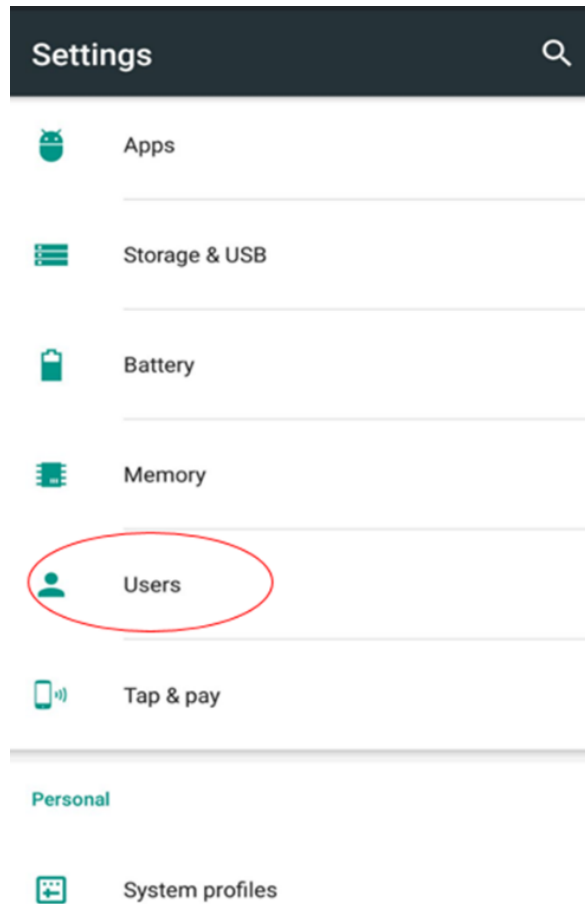 Settings
Apps
Storage & USB
Battery
Memory
Users
Tap & pay
Personal
System profiles